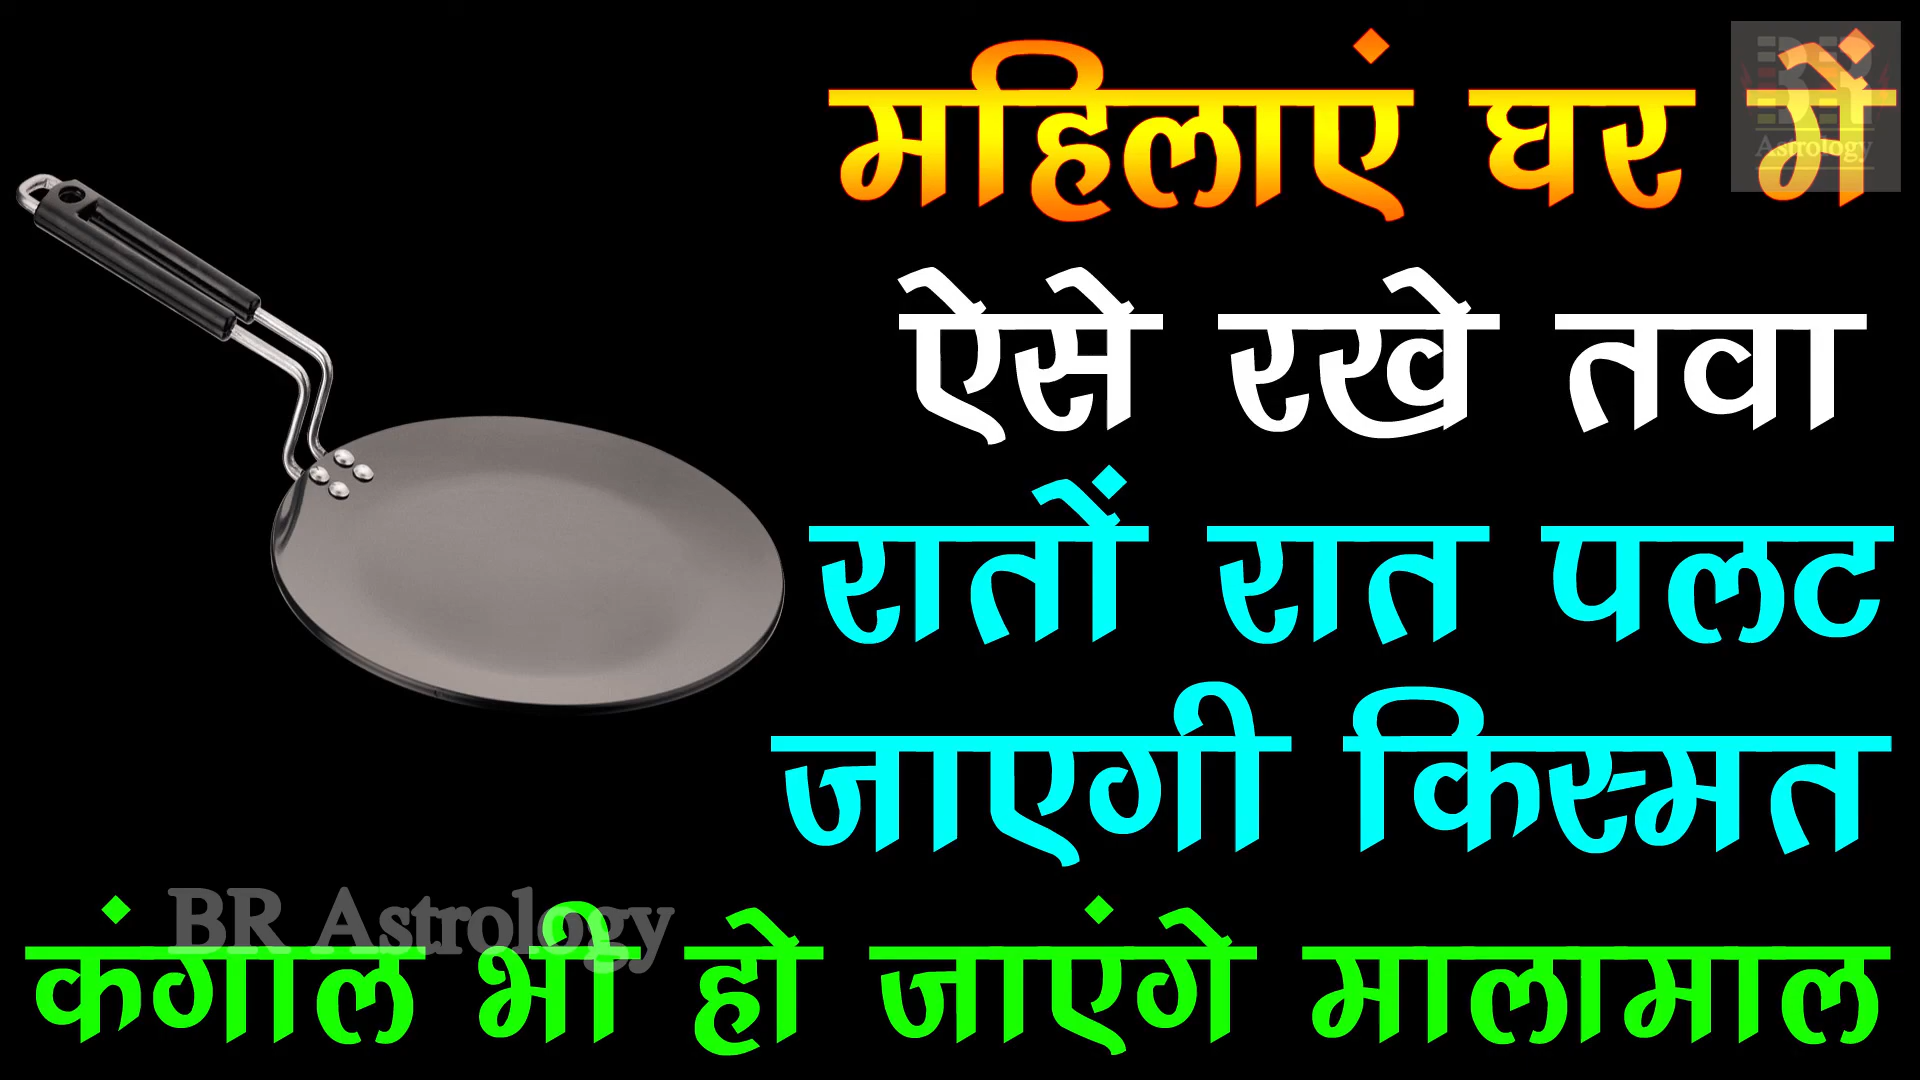 महिलाएं घर में
Astrology
ऐसे रखे तवा
रातों रात पलट
जाएगी किस्मत
BR Astrology
कंगाल भी हो जाएंगे मालामाल